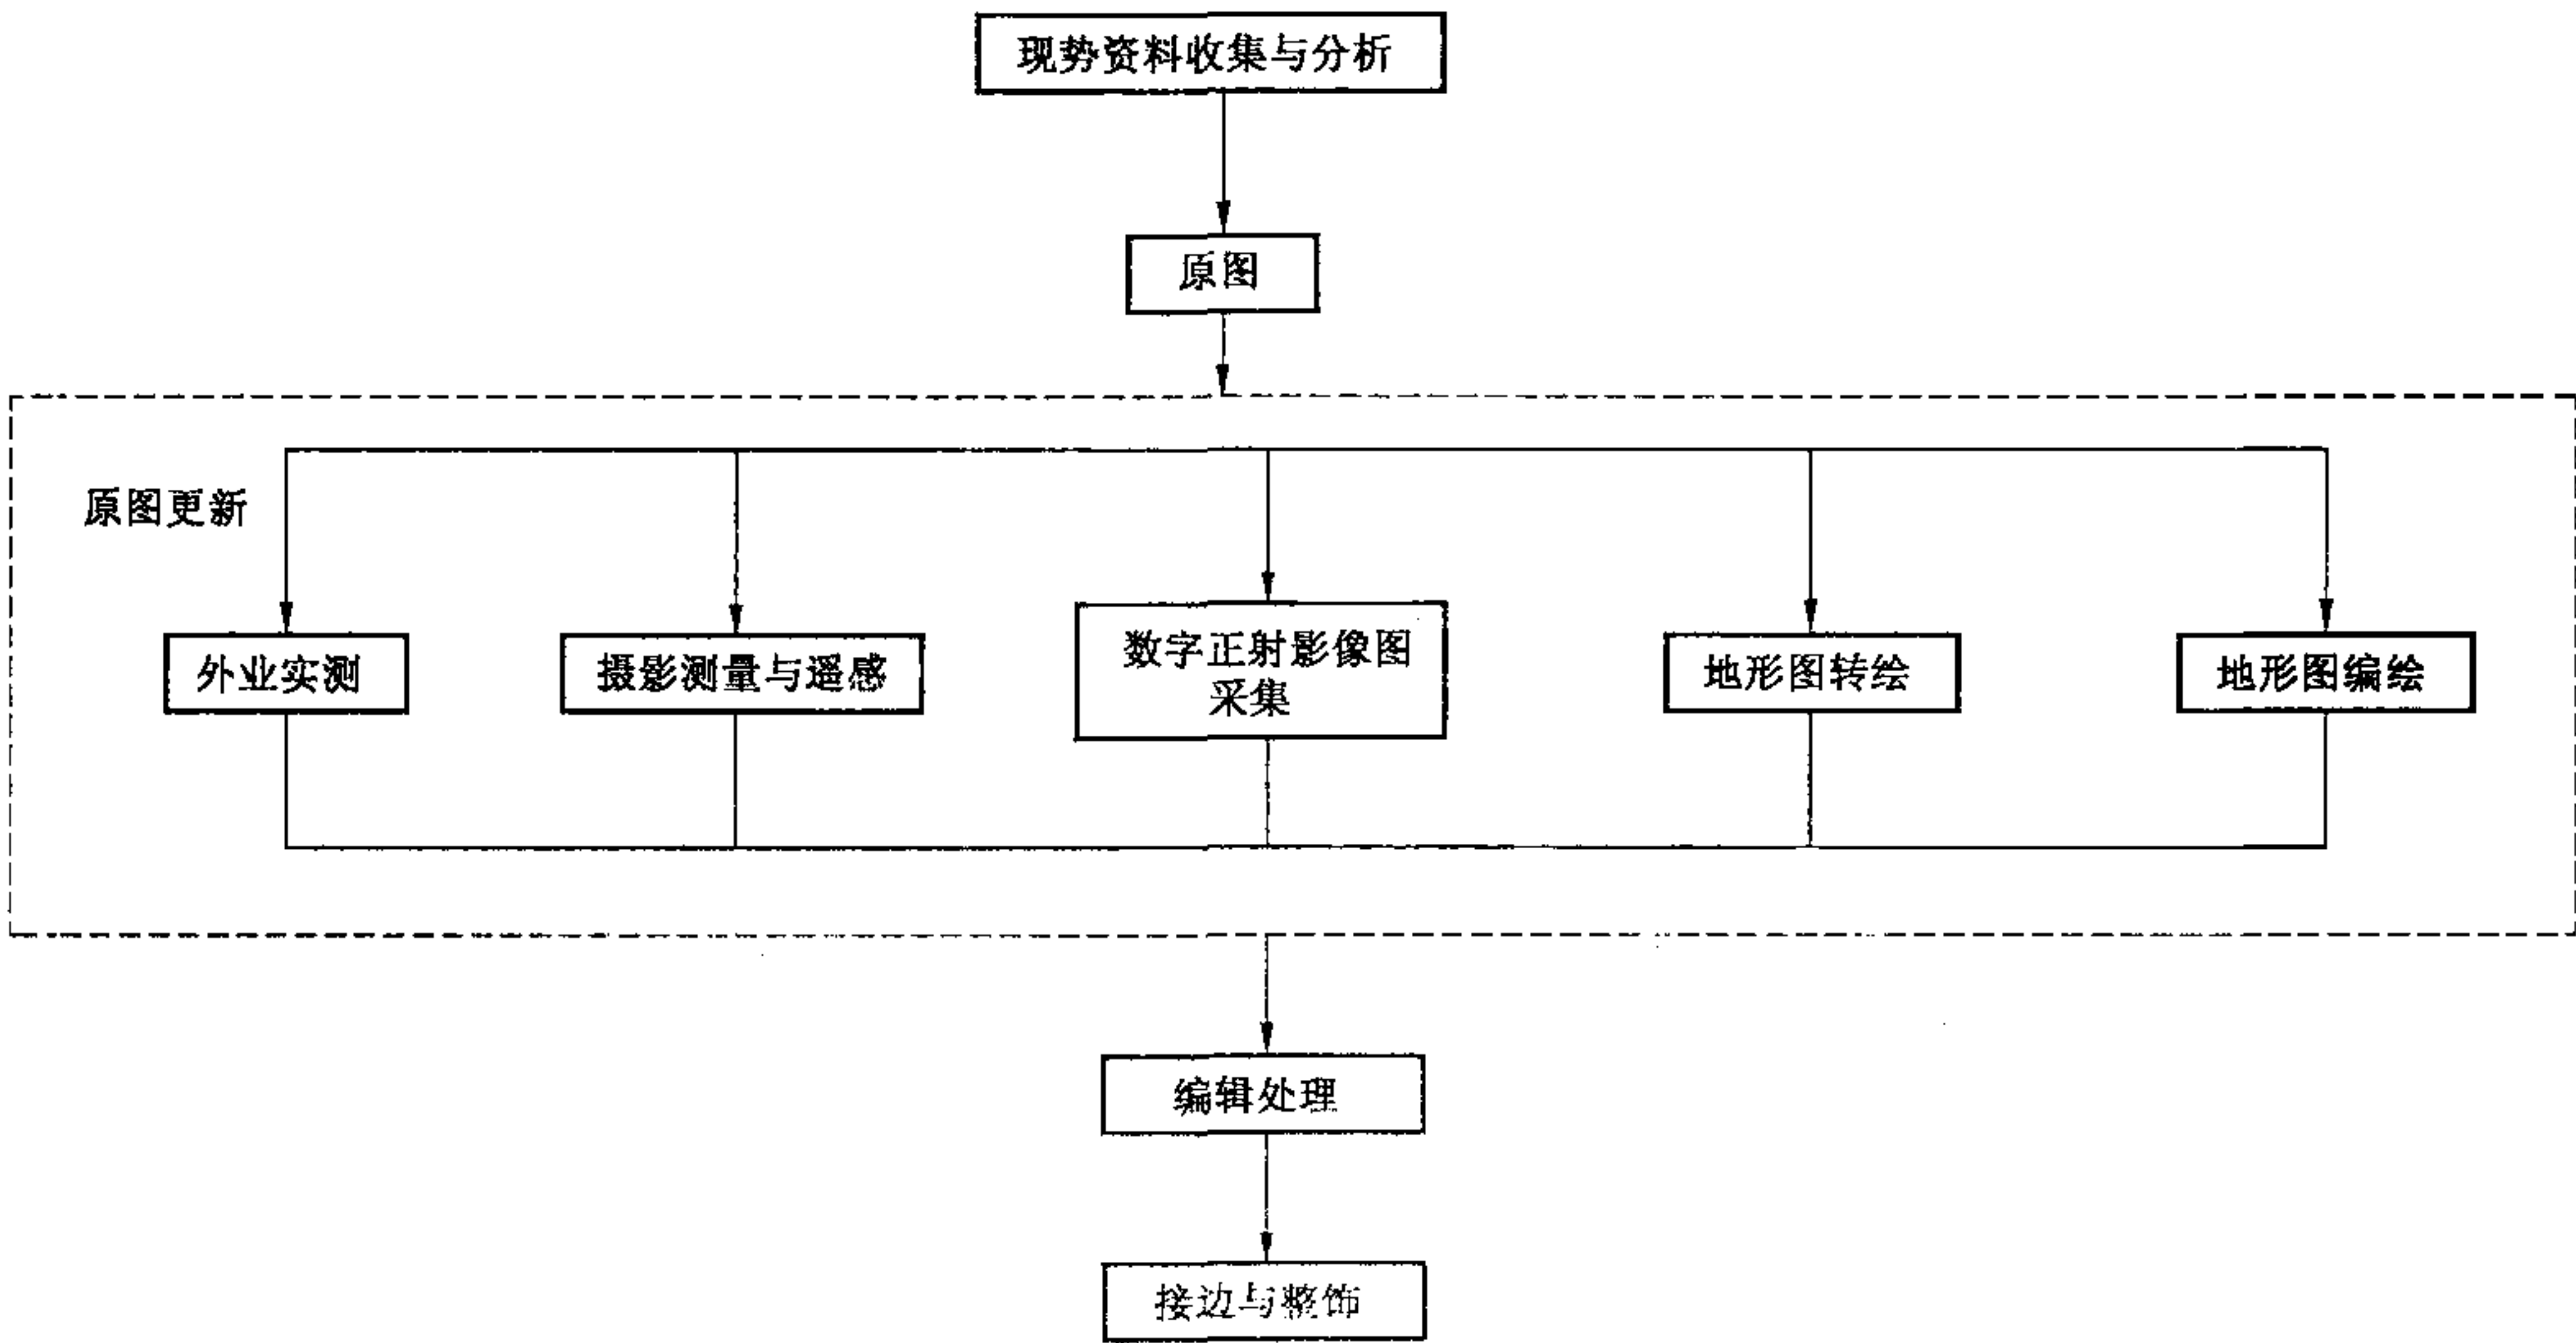 现势资料收集与分析
原图
原图更新
外业实测
摄影测量与遥感
数字正射影像图
采集
地形图转绘
地形图编绘
编辑处理
接边与整饰